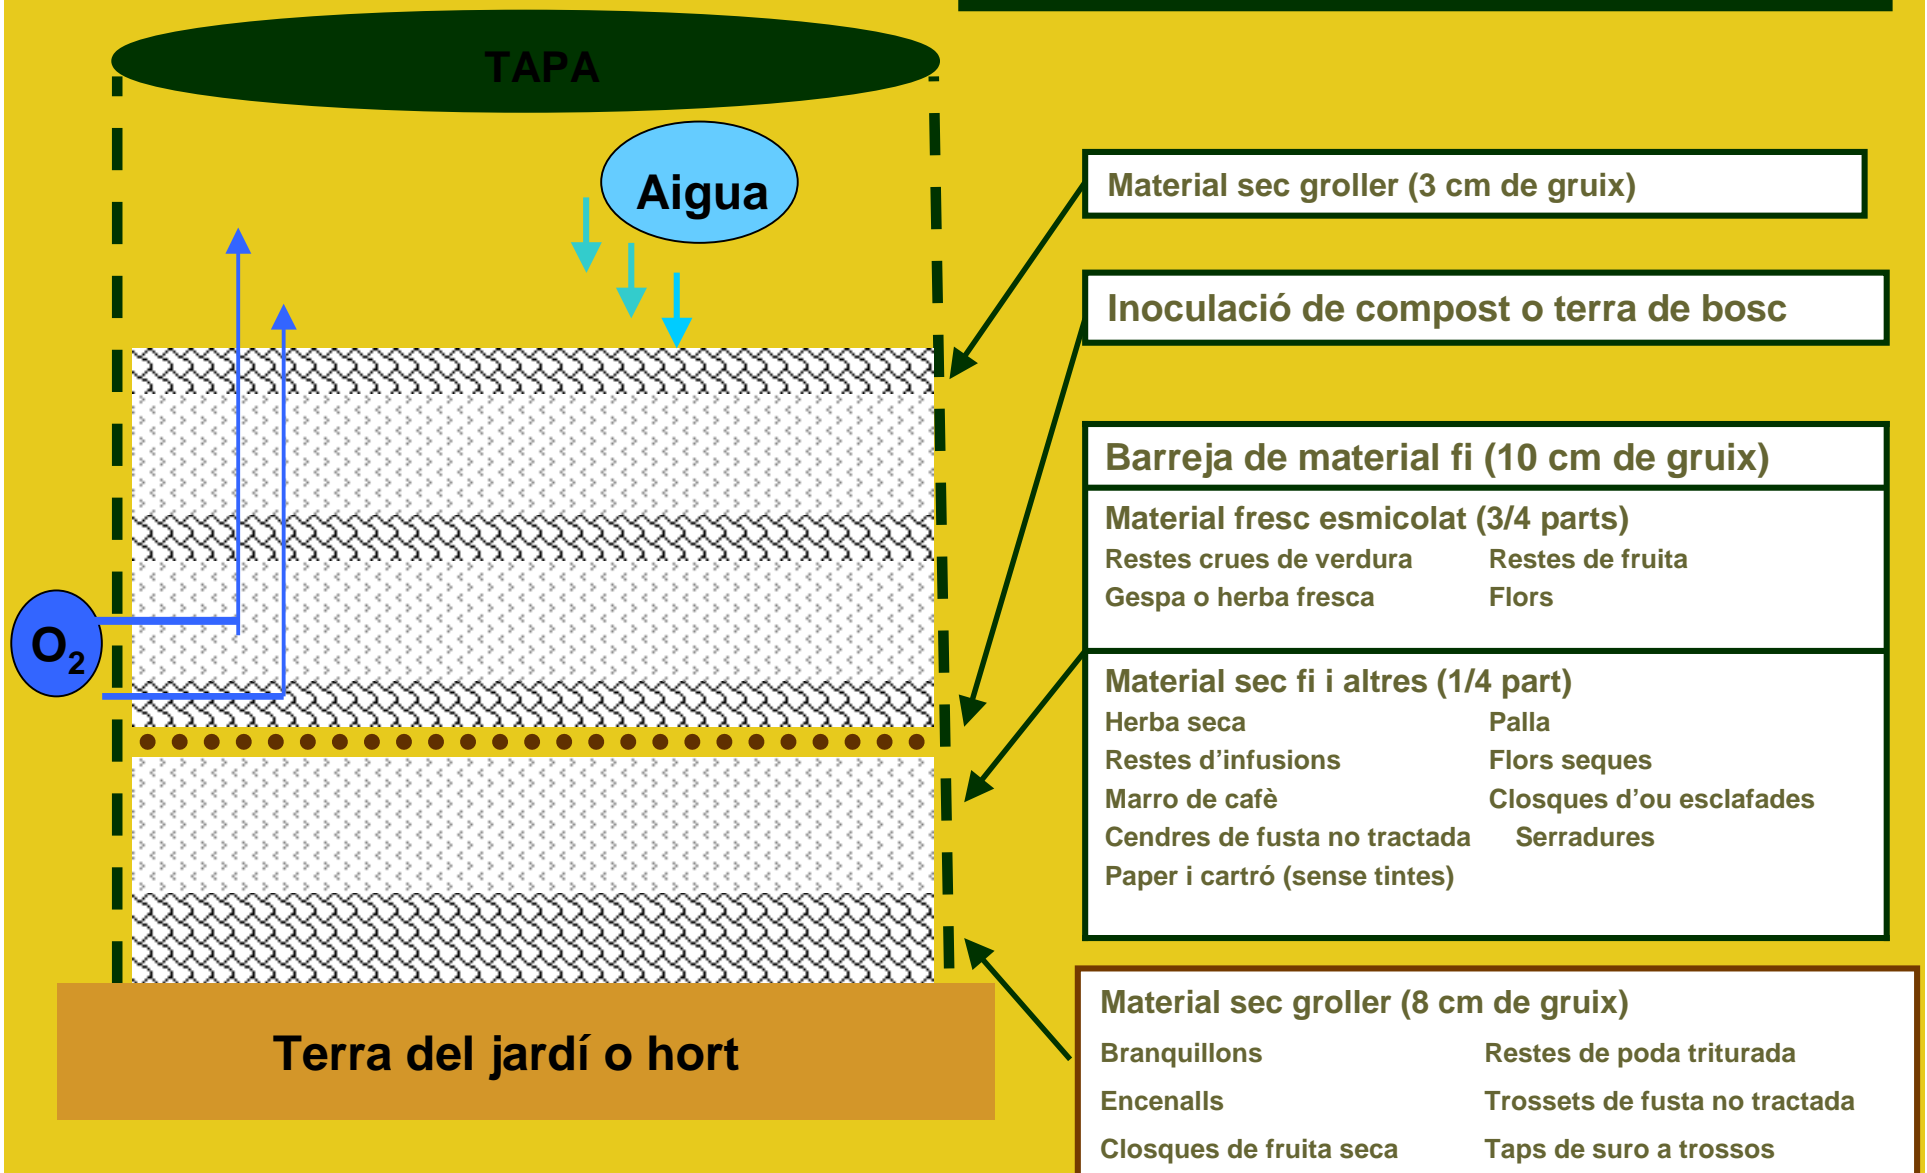 TAPA
Aigua
O2
Terra del jardí o hort
Material sec groller (3 cm de gruix)
Inoculació de compost o terra de bosc
Barreja de material fi (10 cm de gruix)
Material fresc esmicolat (3/4 parts)
Restes crues de verdura Restes de fruita
Gespa o herba fresca Flors
Material sec fi i altres (1/4 part)
Herba seca Palla
Restes d’infusions Flors seques
Marro de cafè Closques d’ou esclafades
Cendres de fusta no tractada Serradures
Paper i cartró (sense tintes)
Material sec groller (8 cm de gruix)
Branquillons Restes de poda triturada
Encenalls Trossets de fusta no tractada
Closques de fruita seca Taps de suro a trossos